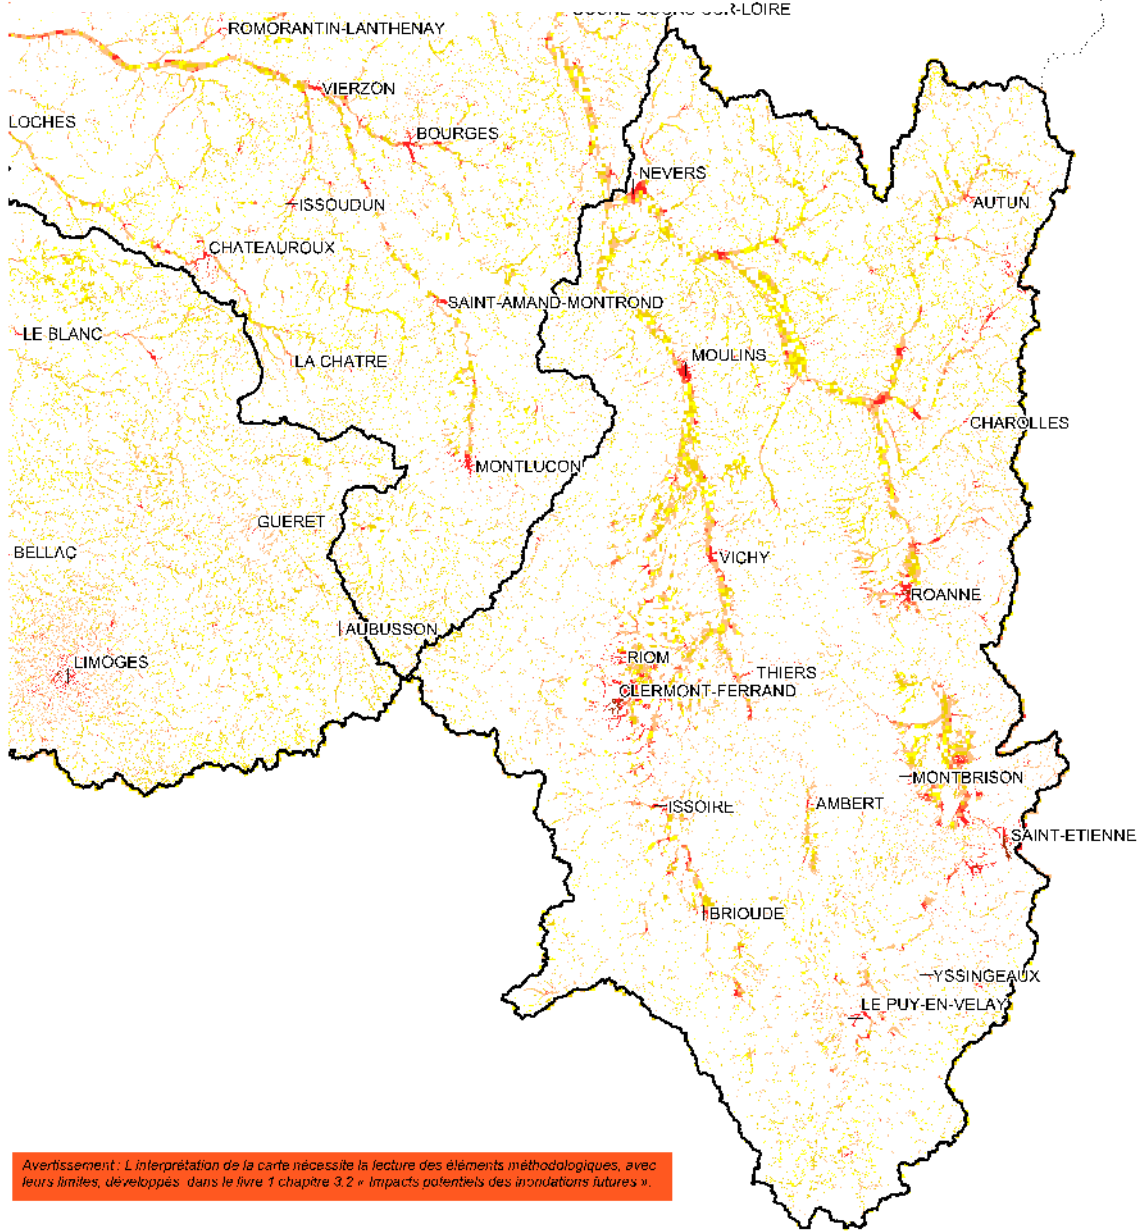 ROMORANTIN-LANTHENAY
VIERZON
LOCHES
BOURGES
NEVERS
ISSOUDUN
AUTUN
CHATEAUROUX
SAINT-AMAND-MONTROND
LE BLANC
LA CHATRE
MOULINS
CHAROLLES
MONTLUCON
GUERET
BELLAC
VICHY
ROANNE
AUBUSSON
LIMOGES
RIOM
THIERS
CLERMONT-FERRAND
MONTBRISON
ISSOIRE
AMBERT
SAINT-ETIENNE
BRIOUDE
YSSINGEAUX
LE PUY-EN-VELAY
Avertissement : L interprétation de la carte nécessite la lecture des éléments méthodologiques, avec
leurs limites, développés dans le livre 1 chapitre 3.2 « Impacts potentiels des inondations futures ».